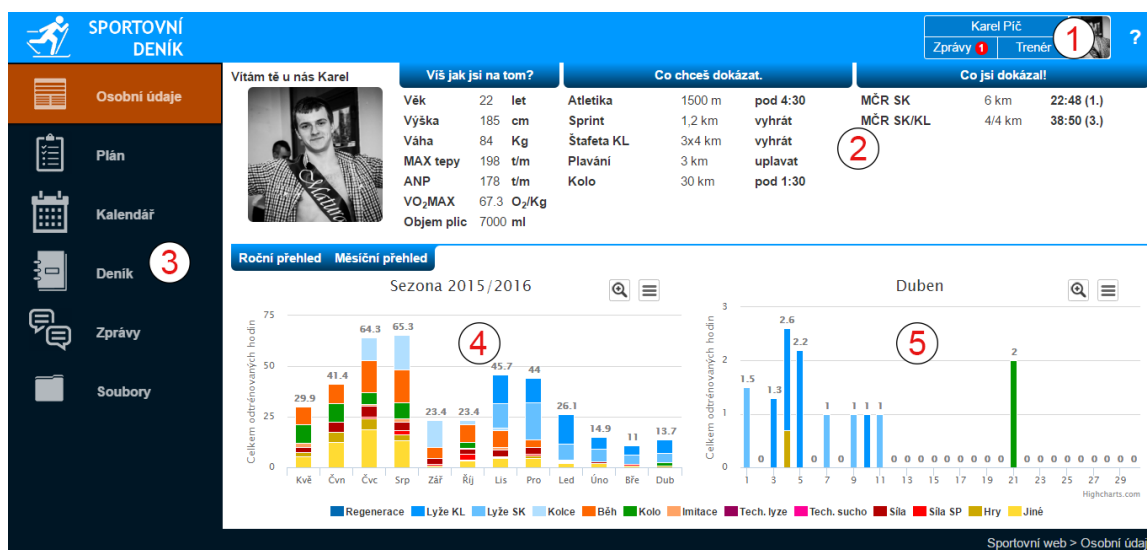 SPORTOVNÍ
DENÍK
Karel Píč
Zprávy 1 Trenér
1
?
Osobní údaje
Plán
Kalendář
Deník
3
Zprávy
Soubory
Vítám tě u nás Karel
Maturant
Víš jak jsi na tom?
Věk 22 let
Výška 185 cm
Váha 84 Kg
MAX tepy 198 t/m
ANP 178 t/m
VO₂MAX 67.3 O₂/Kg
Objem plic 7000 ml
Co chceš dokázat.
Atletika 1500 m pod 4:30
Sprint 1,2 km vyhrát
Štafeta KL 3x4 km vyhrát
Plavání 3 km uplavat
Kolo 30 km pod 1:30
Co jsi dokázal!
MČR SK 6 km 22:48 (1.)
MČR SK/KL 4/4 km 38:50 (3.)
2
Roční přehled Měsíční přehled
Sezona 2015/2016
Celkem odtrénovaných hodin
75
50
25
0
29.9 41.4 64.3 65.3 23.4 23.4 45.7 44 26.1 14.9 11 13.7
4
Kvě Čvn Čvc Srp Zář Říj Lis Pro Led Úno Bře Dub
Duben
Celkem odtrénovaných hodin
3
2
1
0
1.5 0 1.3 2.6 2.2 0 1 0 1 1 1 0 0 0 0 0 0 0 0 0 2 0 0 0 0 0 0 0 0 0
5
1 3 5 7 9 11 13 15 17 19 21 23 25 27 29
Highcharts.com
Regenerace Lyže KL Lyže SK Kolce Běh Kolo Imitace Tech. lyze Tech. sucho Síla Síla SP Hry Jiné
Sportovní web > Osobní údaje